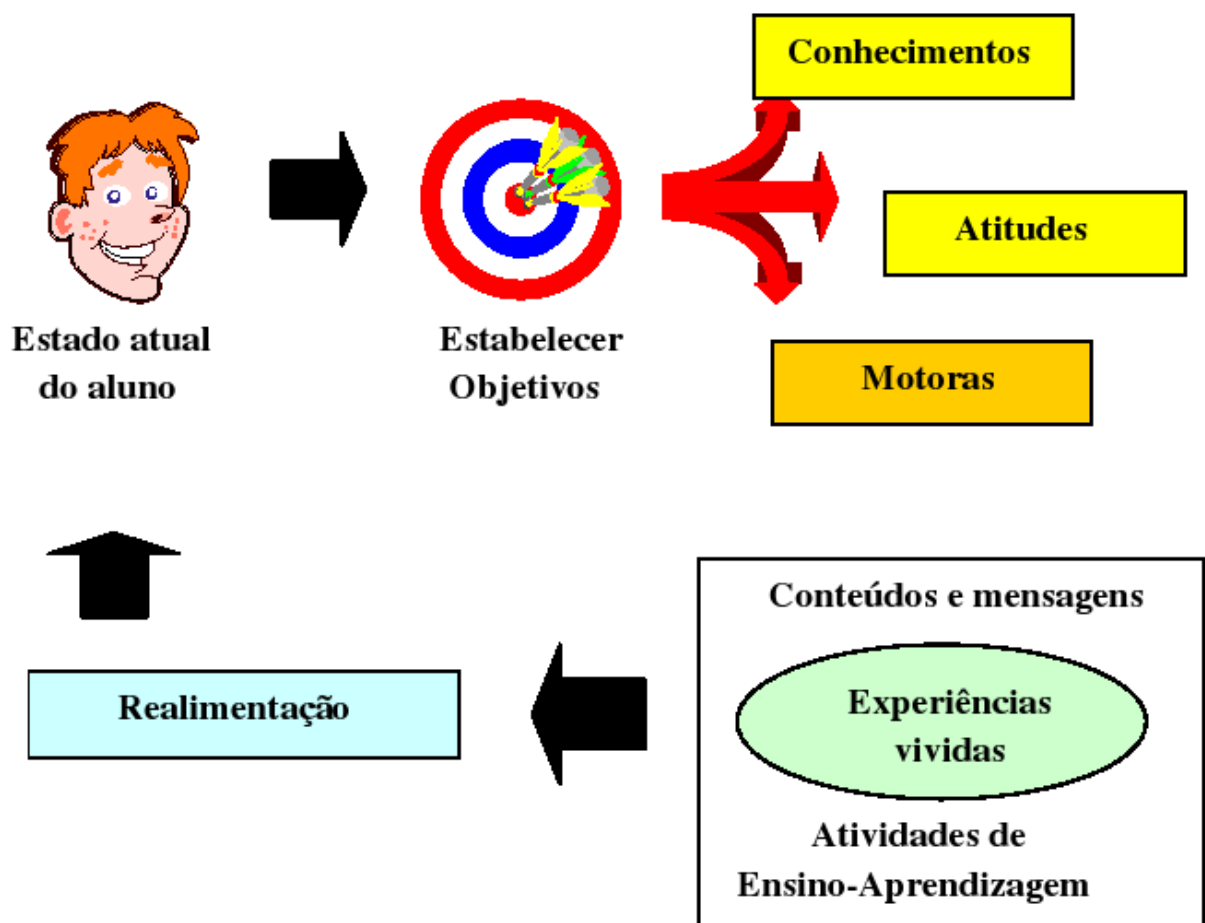 Conhecimentos
Atitudes
Estado atual
do aluno
Estabelecer
Objetivos
Motoras
Conteúdos e mensagens
Realimentação
Experiências
vividas
Atividades de
Ensino-Aprendizagem